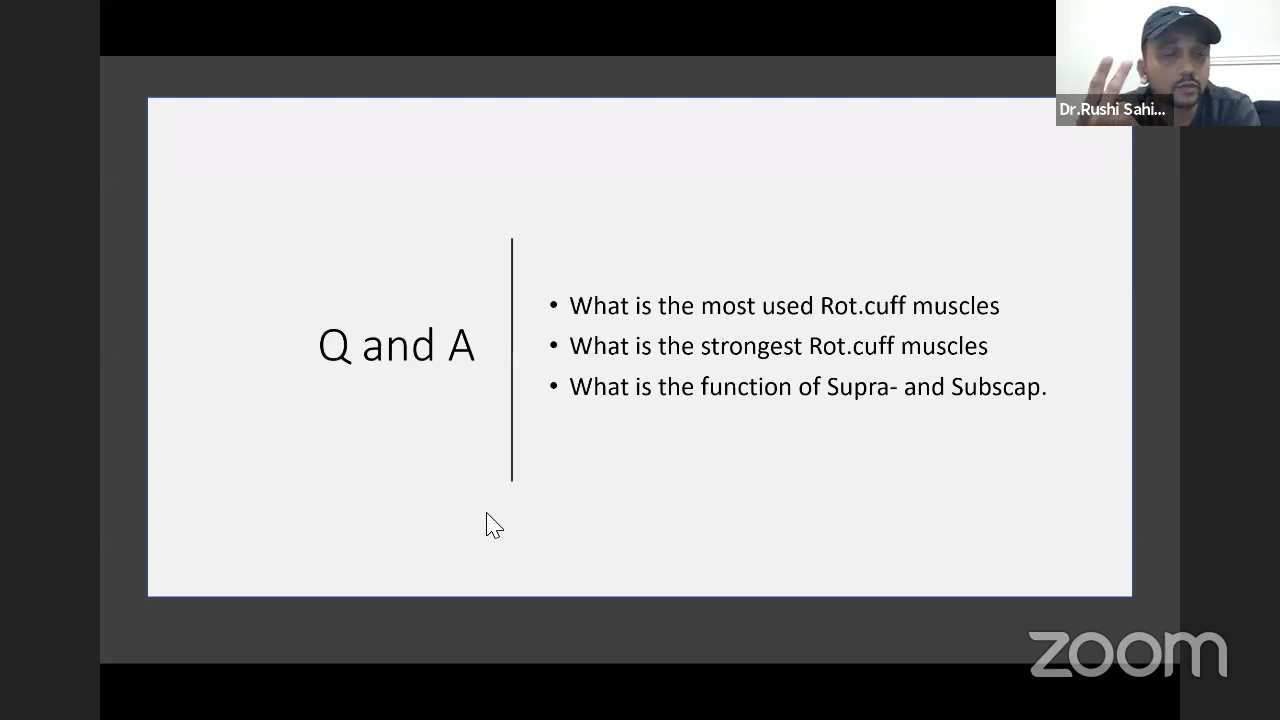 Dr.Rushi Sahi...
Q and A
• What is the most used Rot.cuff muscles
• What is the strongest Rot.cuff muscles
• What is the function of Supra- and Subscap.
zoom